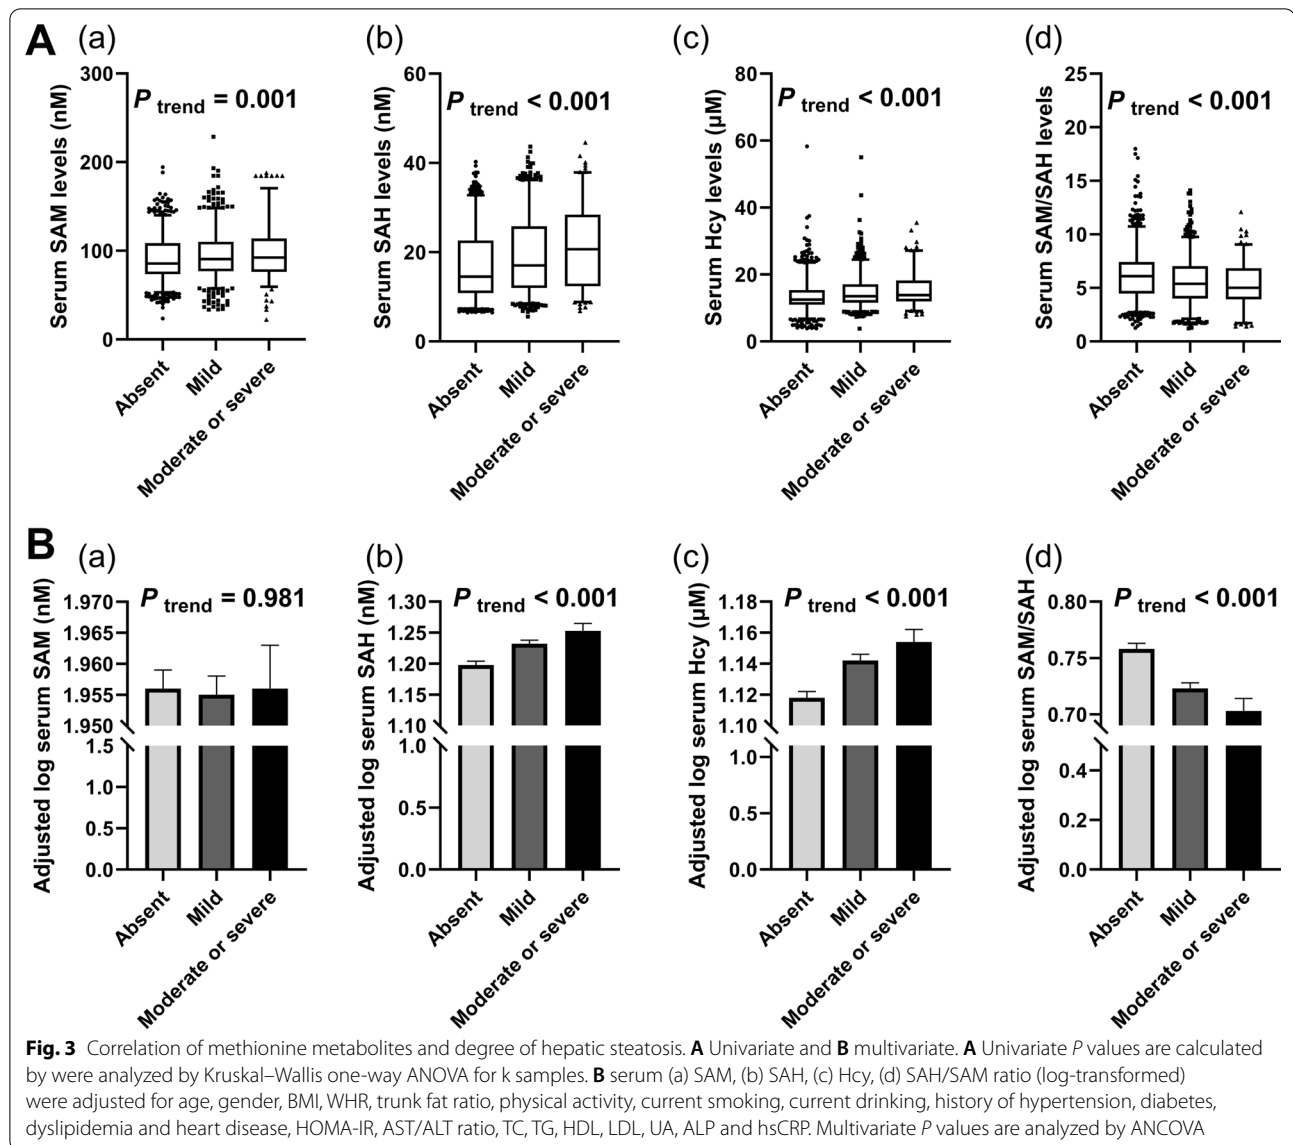 A
(a)
Serum SAM levels (nM)
P trend = 0.001
300
200
100
0
Absent
Mild
Moderate or severe
(b)
Serum SAH levels (nM)
P trend < 0.001
60
40
20
0
Absent
Mild
Moderate or severe
(c)
Serum Hcy levels (μM)
P trend < 0.001
80
60
40
20
0
Absent
Mild
Moderate or severe
(d)
Serum SAM/SAH levels
P trend < 0.001
25
20
15
10
5
0
Absent
Mild
Moderate or severe
B
(a)
Adjusted log serum SAM (nM)
P trend = 0.981
1.970
1.965
1.960
1.955
1.950
1.5
1.0
0.5
0.0
Absent
Mild
Moderate or severe
(b)
Adjusted log serum SAH (nM)
P trend < 0.001
1.30
1.25
1.20
1.15
1.10
1.0
0.5
0.0
Absent
Mild
Moderate or severe
(c)
Adjusted log serum Hcy (μM)
P trend < 0.001
1.18
1.16
1.14
1.12
1.10
1.0
0.5
0.0
Absent
Mild
Moderate or severe
(d)
Adjusted log serum SAM/SAH
P trend < 0.001
0.80
0.75
0.70
0.4
0.2
0.0
Absent
Mild
Moderate or severe
Fig. 3 Correlation of methionine metabolites and degree of hepatic steatosis. A Univariate and B multivariate. A Univariate P values are calculated
by were analyzed by Kruskal–Wallis one-way ANOVA for k samples. B serum (a) SAM, (b) SAH, (c) Hcy, (d) SAH/SAM ratio (log-transformed)
were adjusted for age, gender, BMI, WHR, trunk fat ratio, physical activity, current smoking, current drinking, history of hypertension, diabetes,
dyslipidemia and heart disease, HOMA-IR, AST/ALT ratio, TC, TG, HDL, LDL, UA, ALP and hsCRP. Multivariate P values are analyzed by ANCOVA